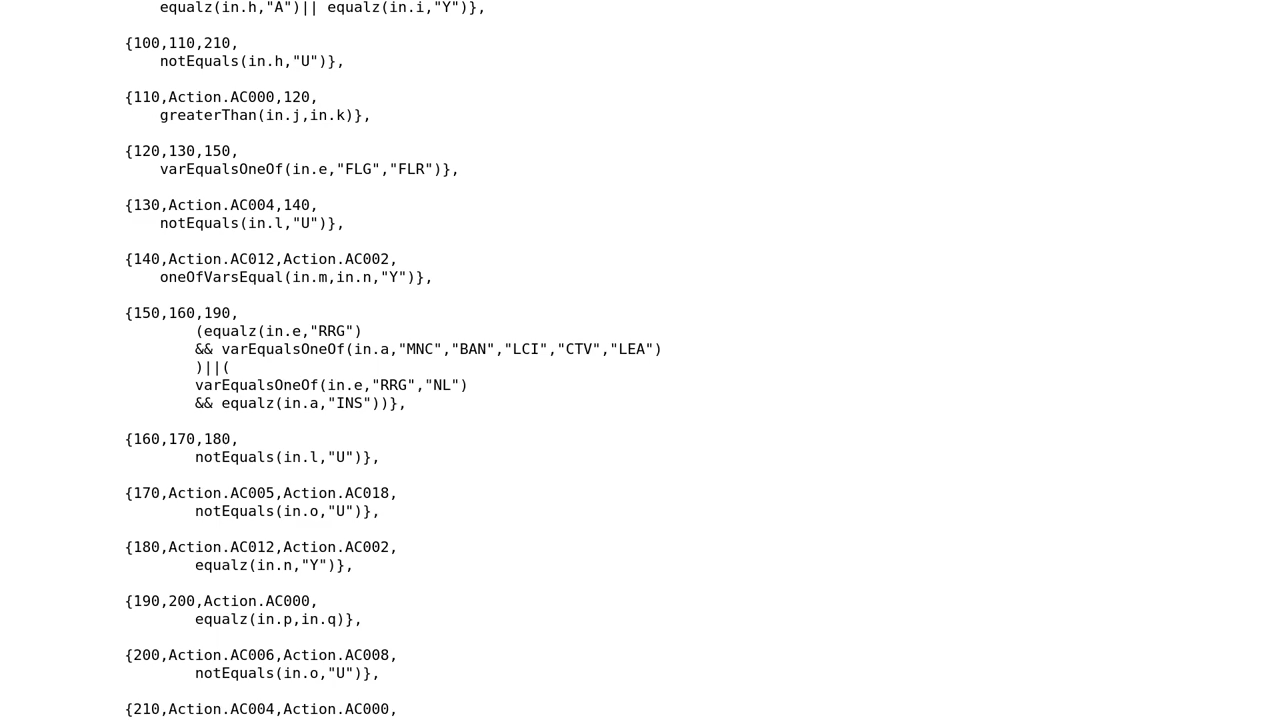 equalz(in.h,"A")|| equalz(in.i,"Y")},
{100,110,210,
notEquals(in.h,"U")},
{110,Action.AC000,120,
greaterThan(in.j,in.k)},
{120,130,150,
varEqualsOneOf(in.e,"FLG","FLR")},
{130,Action.AC004,140,
notEquals(in.l,"U")},
{140,Action.AC012,Action.AC002,
oneOfVarsEqual(in.m,in.n,"Y")},
{150,160,190,
(equalz(in.e,"RRG")
&& varEqualsOneOf(in.a,"MNC","BAN","LCI","CTV","LEA")
)||(
varEqualsOneOf(in.e,"RRG","NL")
&& equalz(in.a,"INS"))},
{160,170,180,
notEquals(in.l,"U")},
{170,Action.AC005,Action.AC018,
notEquals(in.o,"U")},
{180,Action.AC012,Action.AC002,
equalz(in.n,"Y")},
{190,200,Action.AC000,
equalz(in.p,in.q)},
{200,Action.AC006,Action.AC008,
notEquals(in.o,"U")},
{210,Action.AC004,Action.AC000,